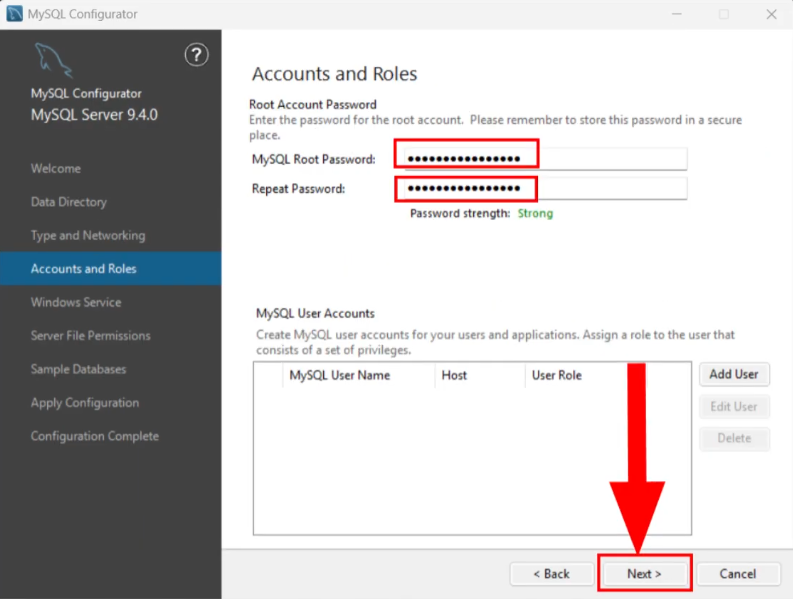 MySQL Configurator
?
MySQL Configurator
MySQL Server 9.4.0
Welcome
Data Directory
Type and Networking
Accounts and Roles
Windows Service
Server File Permissions
Sample Databases
Apply Configuration
Configuration Complete
Accounts and Roles
Root Account Password
Enter the password for the root account. Please remember to store this password in a secure
place.
MySQL Root Password: ●●●●●●●●●●●●●●●●
Repeat Password: ●●●●●●●●●●●●●●●●
Password strength: Strong
MySQL User Accounts
Create MySQL user accounts for your users and applications. Assign a role to the user that
consists of a set of privileges.
MySQL User Name Host User Role
Add User
Edit User
Delete
< Back Next > Cancel